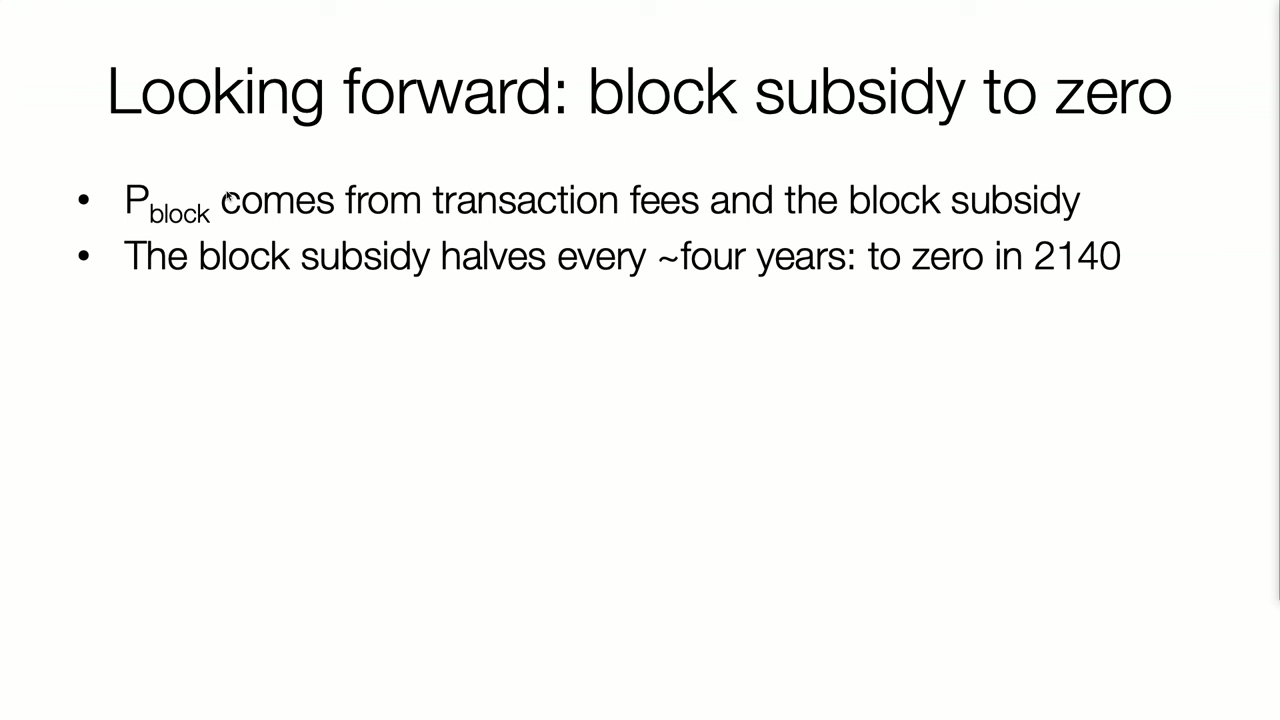 Looking forward: block subsidy to zero
• Pblock comes from transaction fees and the block subsidy
• The block subsidy halves every ~four years: to zero in 2140